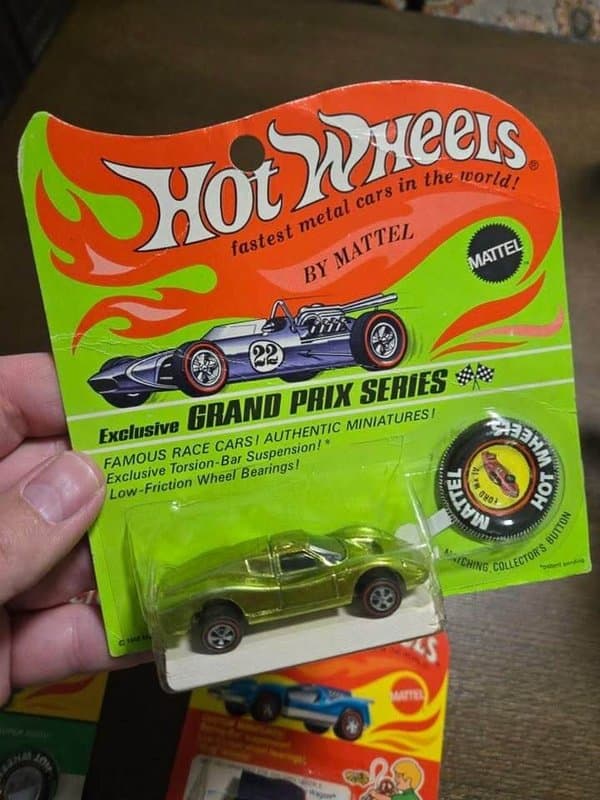 HOT WHEELS®
fastest metal cars in the world!
BY MATTEL
MATTEL
22
Exclusive GRAND PRIX SERIES
FAMOUS RACE CARS! AUTHENTIC MINIATURES!
Exclusive Torsion-Bar Suspension!*
Low-Friction Wheel Bearings!
MATTEL
HOT WHEELS
FORD MK IV
MATCHING COLLECTOR'S BUTTON
*patent pending
MATTEL